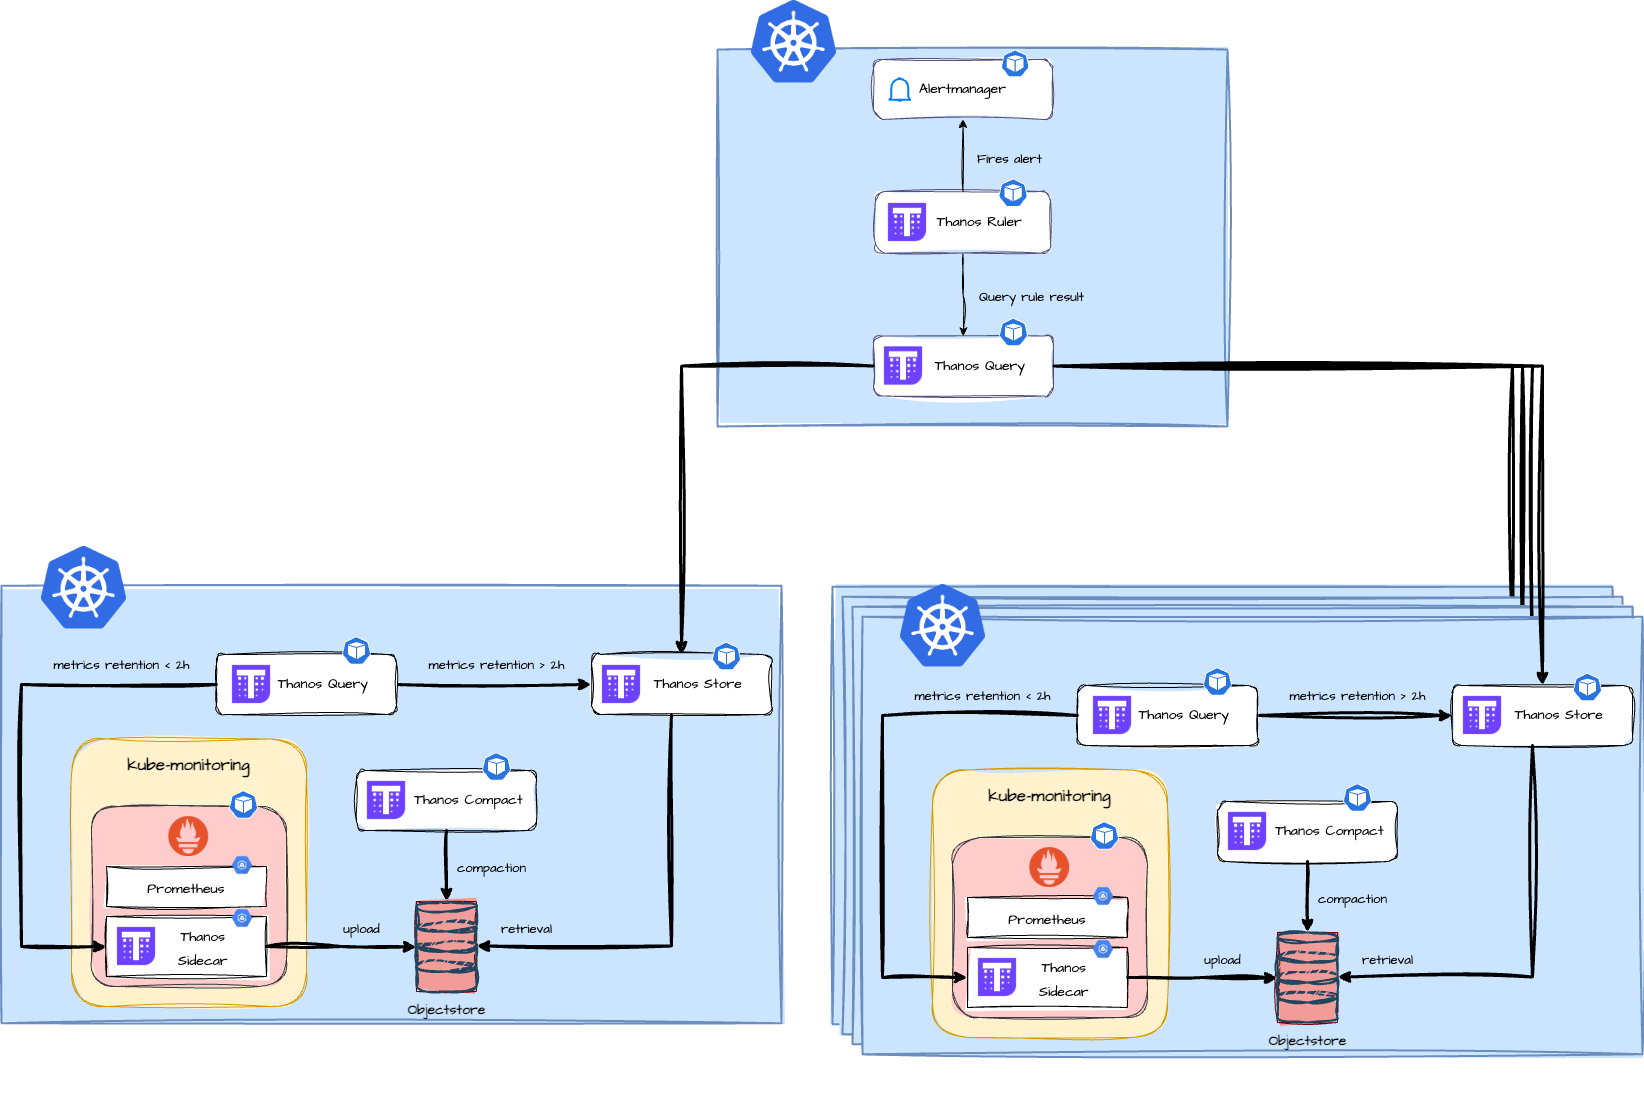 Alertmanager
Fires alert
Thanos Ruler
Query rule result
Thanos Query
metrics retention < 2h
Thanos Query
metrics retention > 2h
Thanos Store
kube-monitoring
Thanos Compact
Prometheus
compaction
Thanos
Sidecar
upload
retrieval
Objectstore
metrics retention < 2h
Thanos Query
metrics retention > 2h
Thanos Store
kube-monitoring
Thanos Compact
Prometheus
compaction
Thanos
Sidecar
upload
retrieval
Objectstore